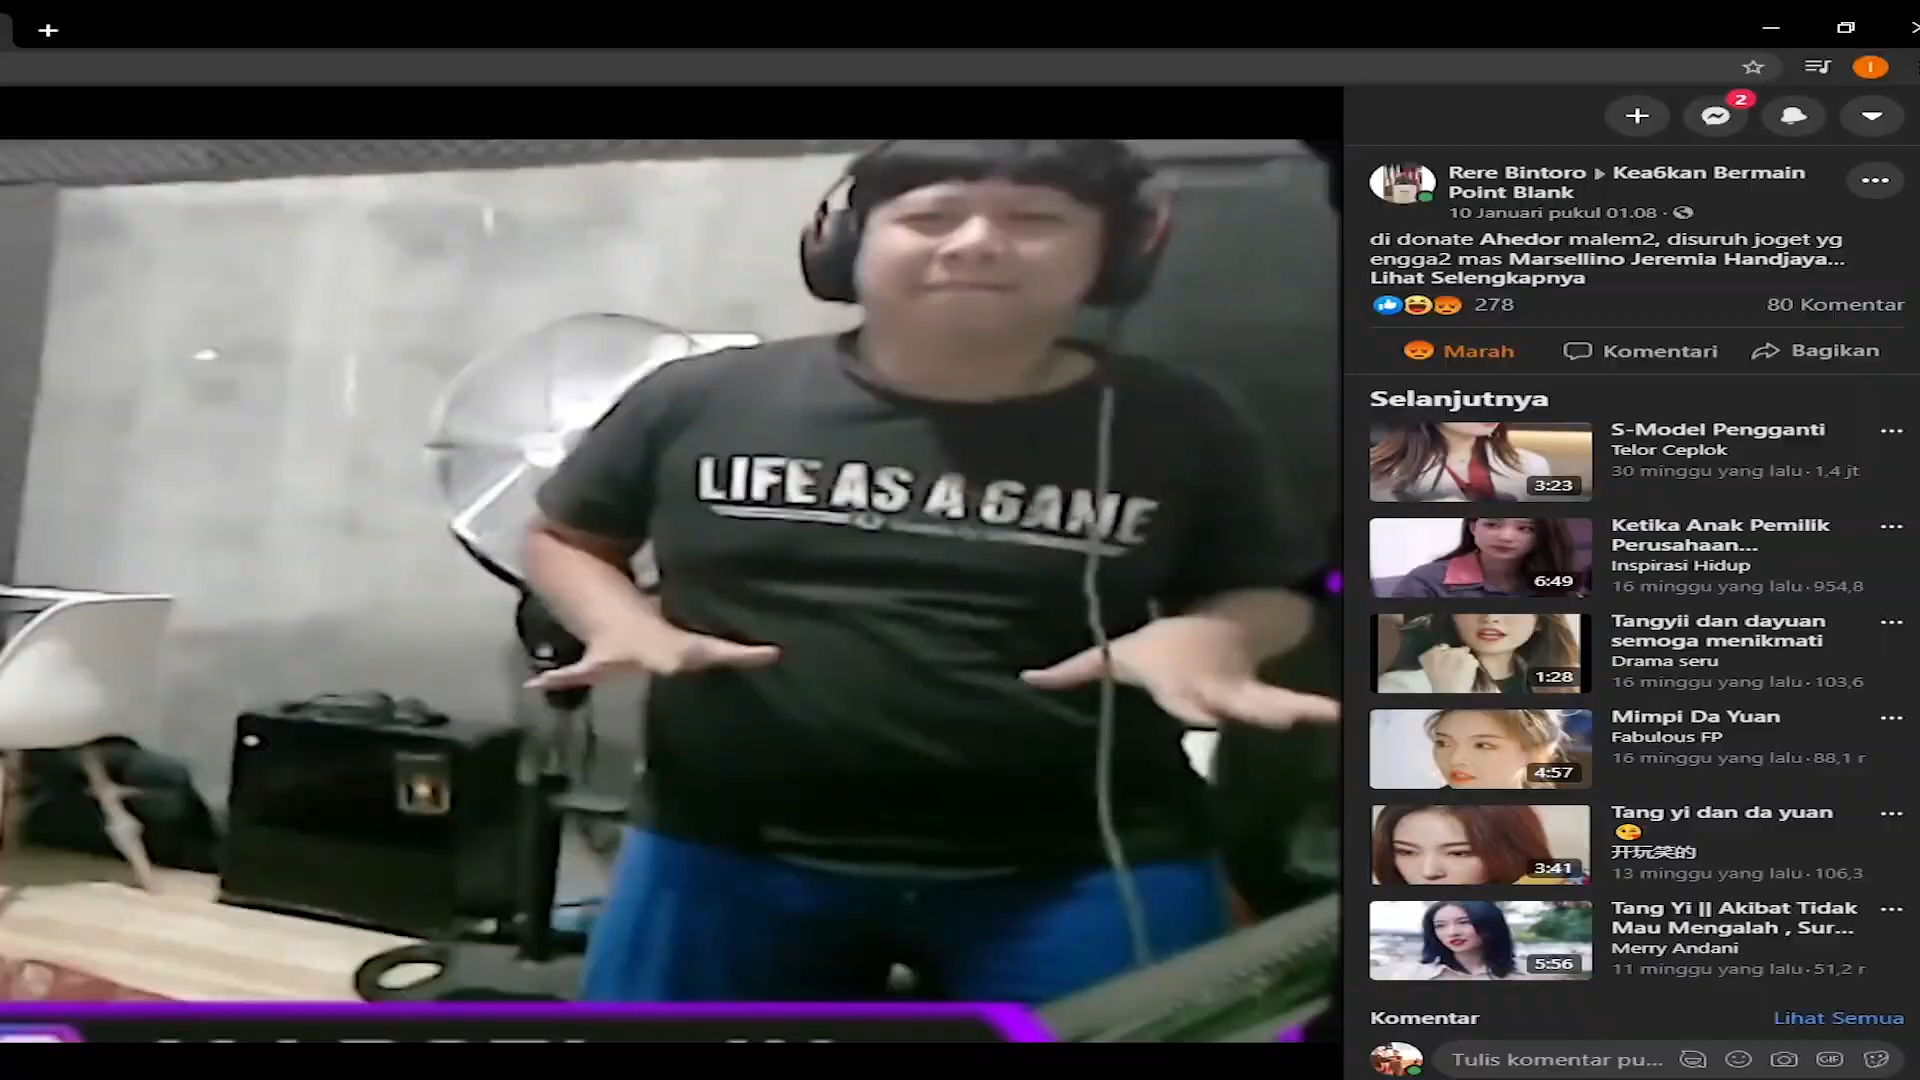 2
I
Rere Bintoro ▸ Kea6kan Bermain
Point Blank
10 Januari pukul 01.08 ·
di donate Ahedor malem2, disuruh joget yg
engga2 mas Marsellino Jeremia Handjaya...
Lihat Selengkapnya
278
80 Komentar
Marah
Komentari
Bagikan
LIFE AS A GAME
Selanjutnya
S-Model Pengganti
Telor Ceplok
30 minggu yang lalu · 1,4 jt
3:23
Ketika Anak Pemilik
Perusahaan...
Inspirasi Hidup
16 minggu yang lalu · 954,8
6:49
Tangyii dan dayuan
semoga menikmati
Drama seru
16 minggu yang lalu · 103,6
1:28
Mimpi Da Yuan
Fabulous FP
16 minggu yang lalu · 88,1 r
4:57
Tang yi dan da yuan
😘
开玩笑的
13 minggu yang lalu · 106,3
3:41
Tang Yi || Akibat Tidak
Mau Mengalah , Sur...
Merry Andani
11 minggu yang lalu · 51,2 r
5:56
Komentar
Lihat Semua
Tulis komentar pu...
GIF